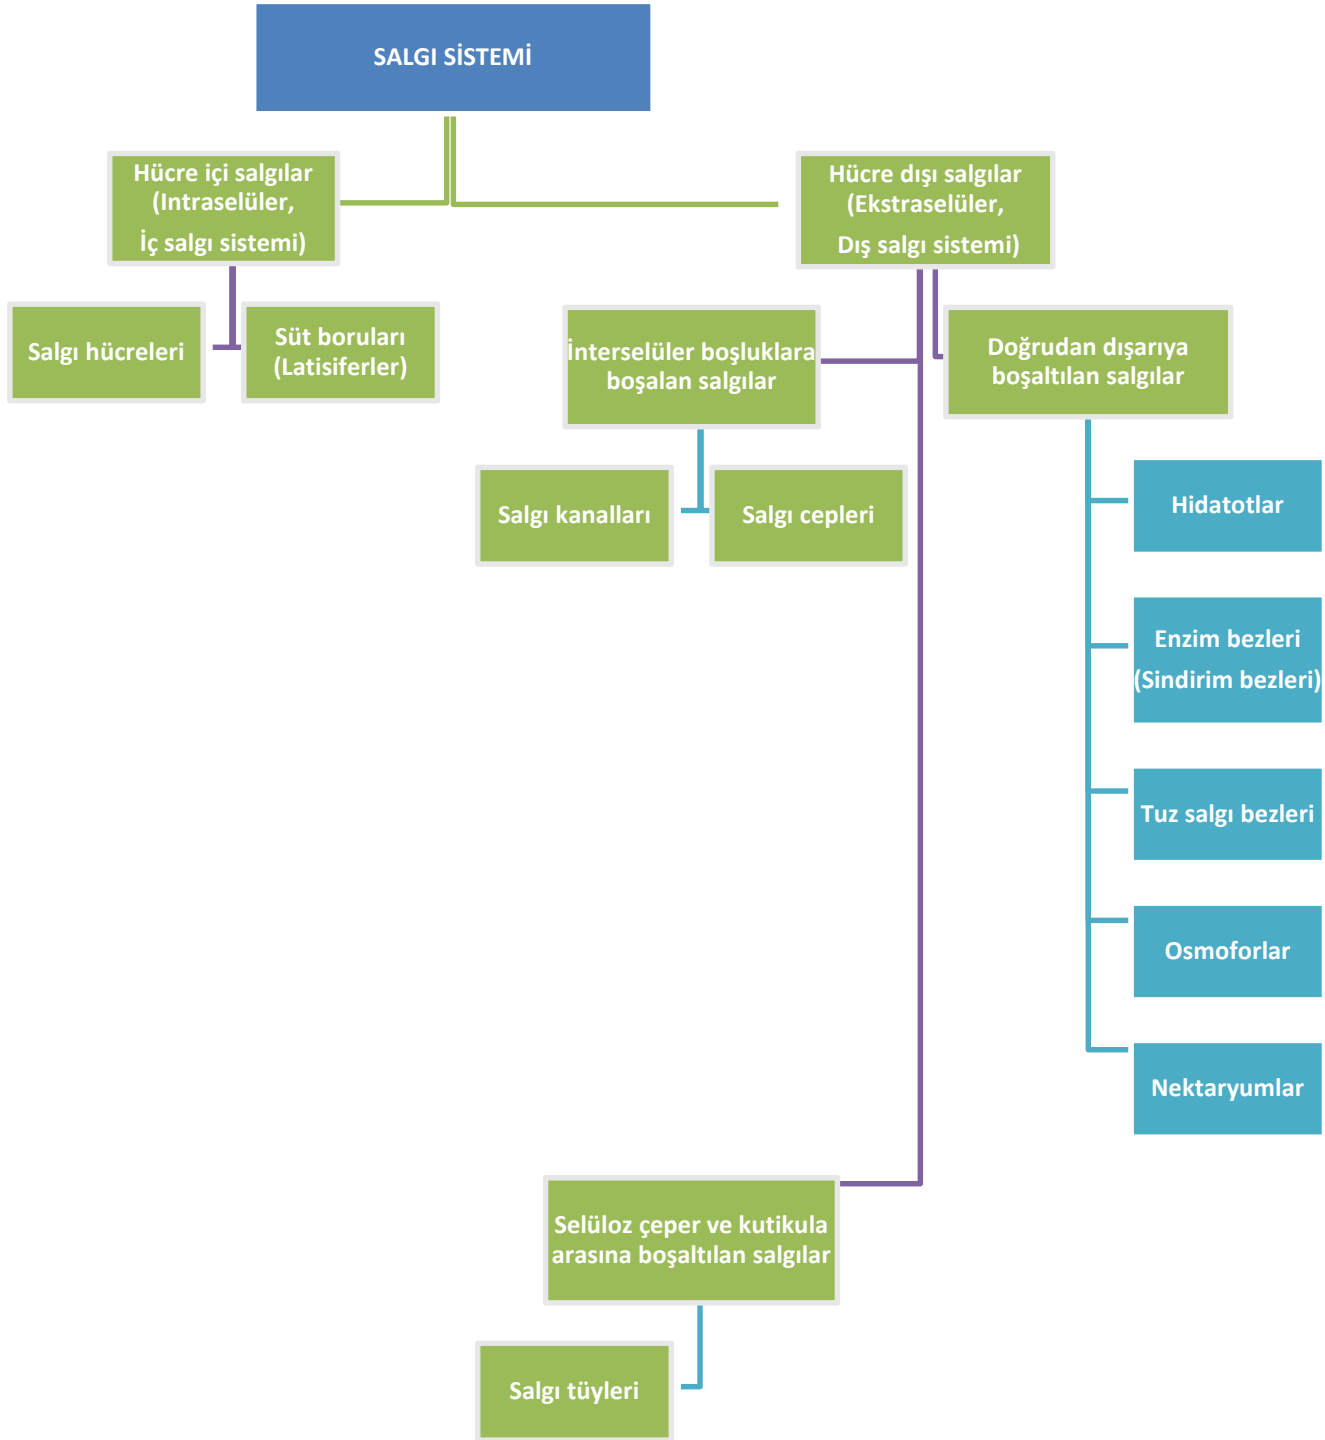 SALGI SİSTEMİ
Hücre içi salgılar
(Intraselüler,
İç salgı sistemi)
Hücre dışı salgılar
(Ekstraselüler,
Dış salgı sistemi)
Salgı hücreleri
Süt boruları
(Latisiferler)
İnterselüler boşluklara
boşalan salgılar
Doğrudan dışarıya
boşaltılan salgılar
Salgı kanalları
Salgı cepleri
Hidatotlar
Enzim bezleri
(Sindirim bezleri)
Tuz salgı bezleri
Osmoforlar
Nektaryumlar
Selüloz çeper ve kutikula
arasına boşaltılan salgılar
Salgı tüyleri